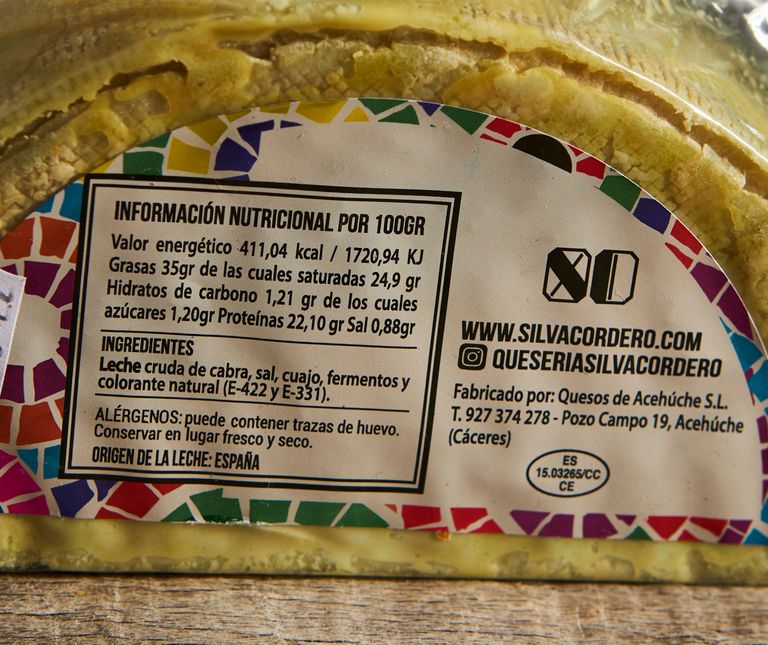 INFORMACIÓN NUTRICIONAL POR 100GR
Valor energético 411,04 kcal / 1720,94 KJ
Grasas 35gr de las cuales saturadas 24,9 gr
Hidratos de carbono 1,21 gr de los cuales
azúcares 1,20gr Proteínas 22,10 gr Sal 0,88gr
INGREDIENTES
Leche cruda de cabra, sal, cuajo, fermentos y
colorante natural (E-422 y E-331).
ALÉRGENOS: puede contener trazas de huevo.
Conservar en lugar fresco y seco.
ORIGEN DE LA LECHE: ESPAÑA
WWW.SILVACORDERO.COM
QUESERIASILVACORDERO
Fabricado por: Quesos de Acehúche S.L.
T. 927 374 278 - Pozo Campo 19, Acehúche
(Cáceres)
ES
15.03265/CC
CE